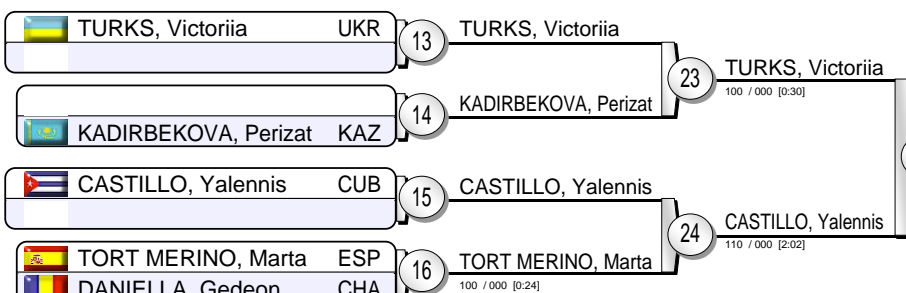 TURKS, Victoriia UKR
13
TURKS, Victoriia
23
TURKS, Victoriia
100 / 000 [0:30]
KADIRBEKOVA, Perizat KAZ
14
KADIRBEKOVA, Perizat
CASTILLO, Yalennis CUB
15
CASTILLO, Yalennis
24
CASTILLO, Yalennis
110 / 000 [2:02]
TORT MERINO, Marta ESP
16
TORT MERINO, Marta
100 / 000 [0:24]
DANIELLA, Gedeon CHA